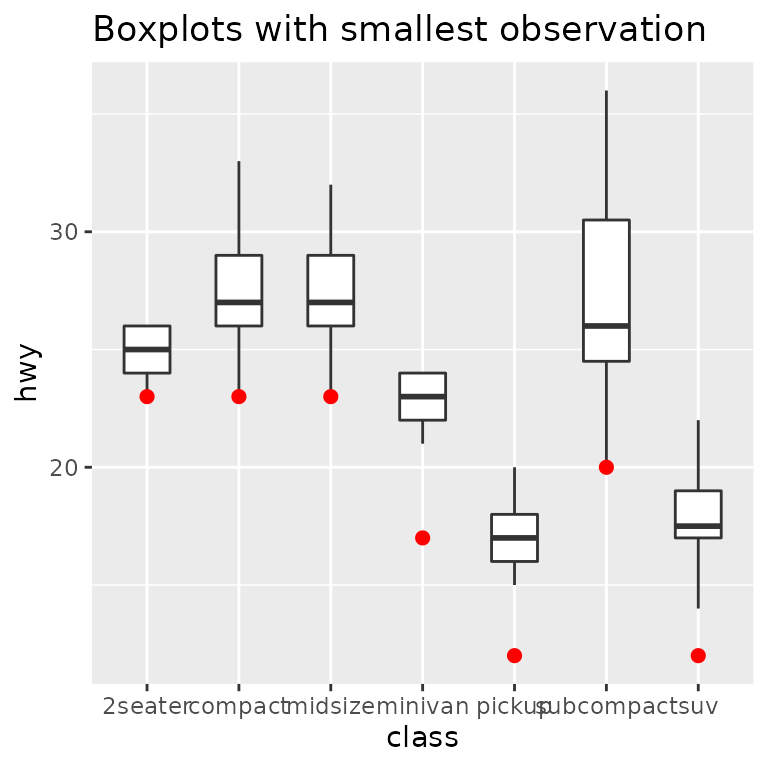 Boxplots with smallest observation
hwy
30
20
2seater compact midsize minivan pickup subcompact suv
class